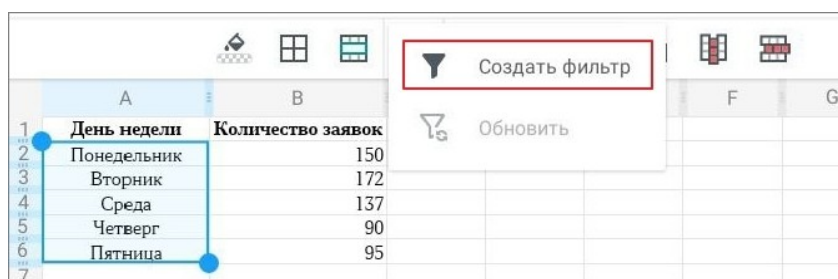 Создать фильтр
Обновить
A B F G
1 День недели Количество заявок
2 Понедельник 150
3 Вторник 172
4 Среда 137
5 Четверг 90
6 Пятница 95
7